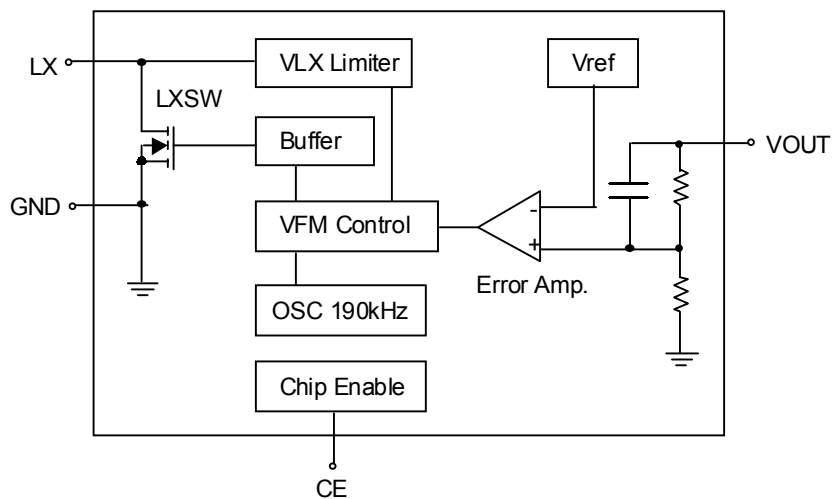 LX
VLX Limiter
Vref
LXSW
Buffer
VOUT
GND
VFM Control
-
+
Error Amp.
OSC 190kHz
Chip Enable
CE